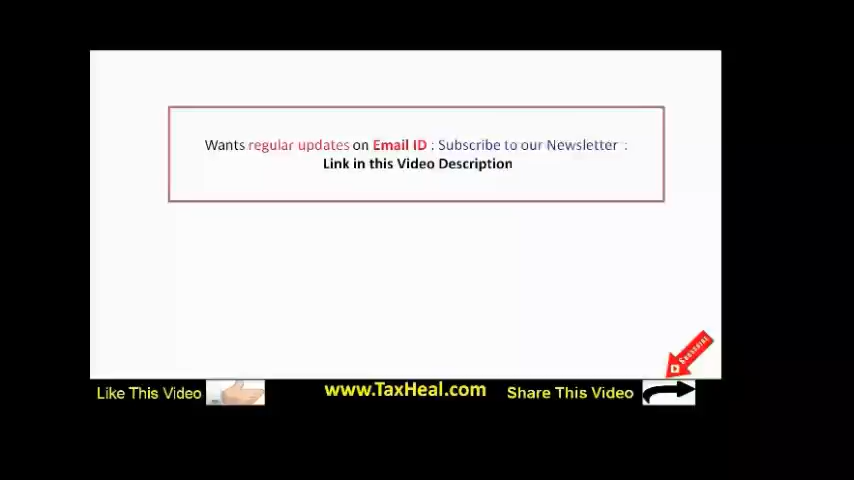 Wants regular updates on Email ID : Subscribe to our Newsletter :
Link in this Video Description
Subscribe
Like This Video
www.TaxHeal.com
Share This Video